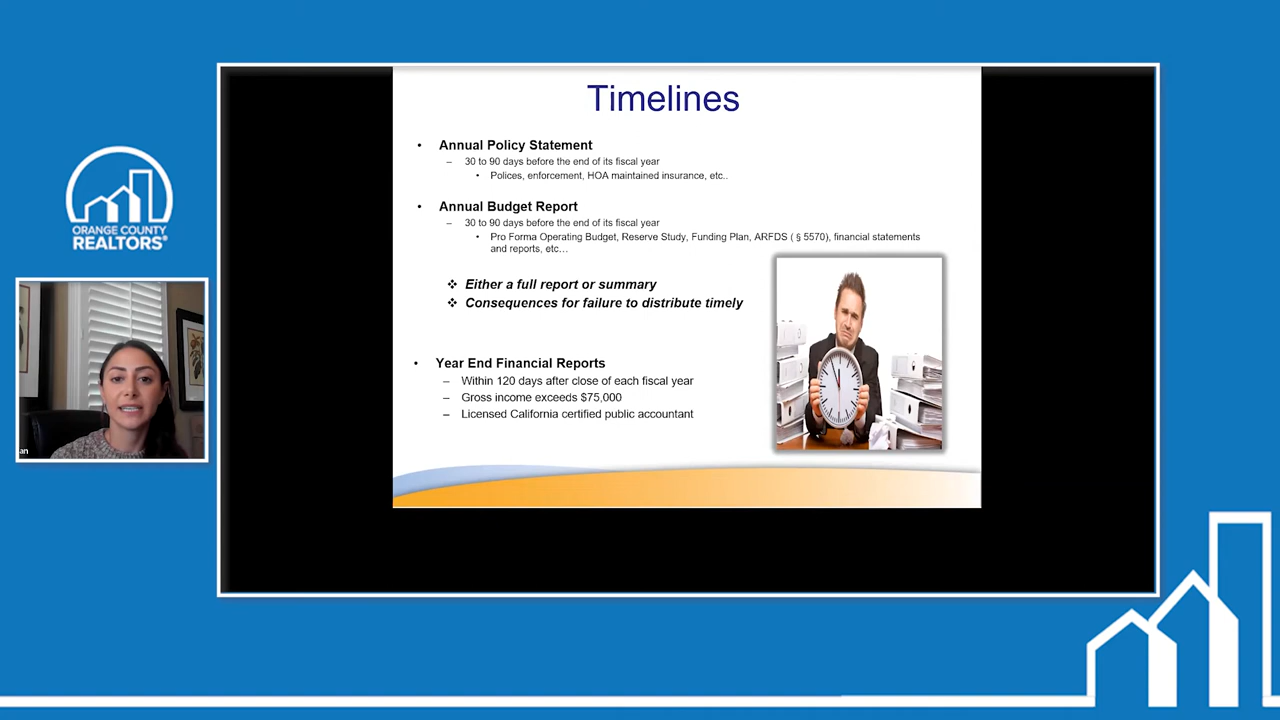 Timelines
• Annual Policy Statement
– 30 to 90 days before the end of its fiscal year
• Polices, enforcement, HOA maintained insurance, etc..
• Annual Budget Report
– 30 to 90 days before the end of its fiscal year
• Pro Forma Operating Budget, Reserve Study, Funding Plan, ARFDS ( § 5570), financial statements
and reports, etc…
❖ Either a full report or summary
❖ Consequences for failure to distribute timely
• Year End Financial Reports
– Within 120 days after close of each fiscal year
– Gross income exceeds $75,000
– Licensed California certified public accountant
ORANGE COUNTY
REALTORS®
an